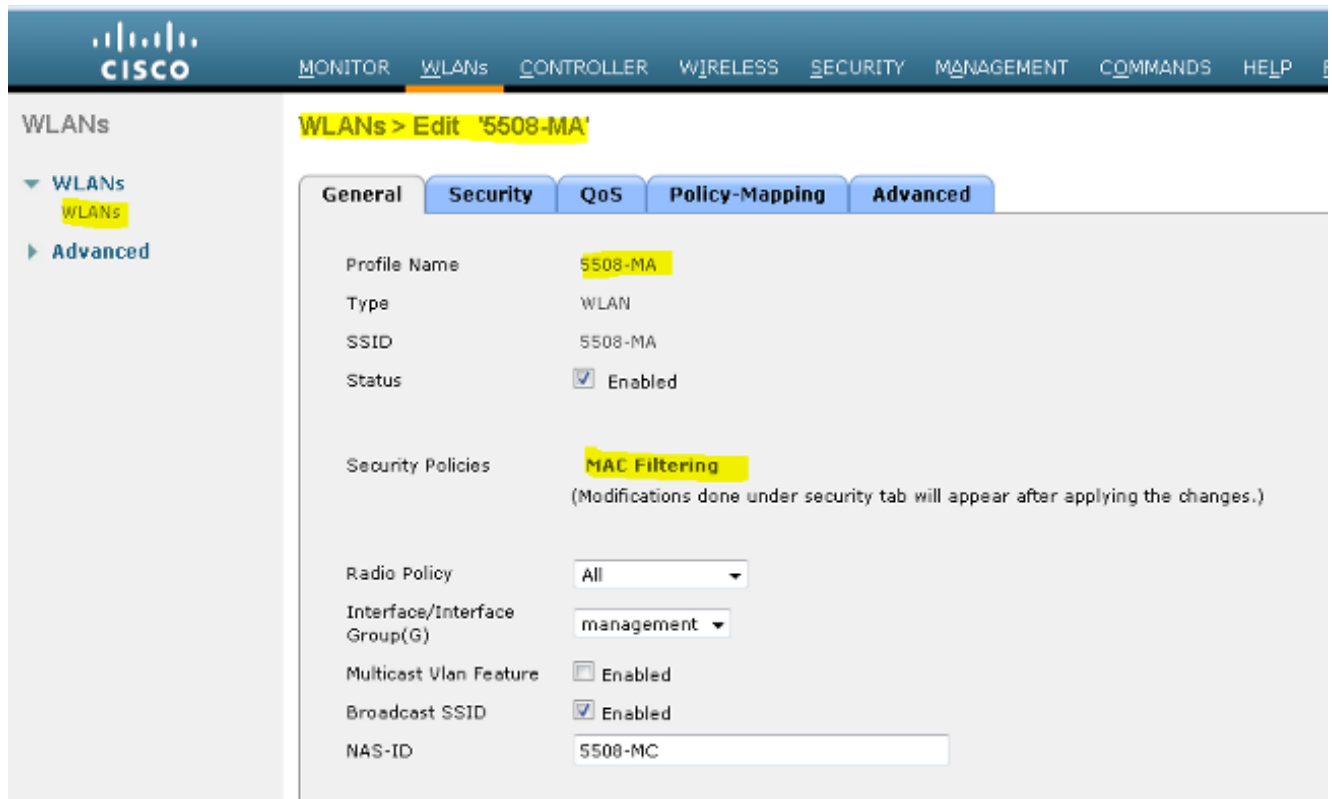 CISCO
MONITOR WLANs CONTROLLER WIRELESS SECURITY MANAGEMENT COMMANDS HELP
WLANs
WLANs
WLANs
Advanced
WLANs > Edit '5508-MA'
General Security QoS Policy-Mapping Advanced
Profile Name 5508-MA
Type WLAN
SSID 5508-MA
Status Enabled
Security Policies MAC Filtering
(Modifications done under security tab will appear after applying the changes.)
Radio Policy All
Interface/Interface
Group(G) management
Multicast Vlan Feature Enabled
Broadcast SSID Enabled
NAS-ID 5508-MC